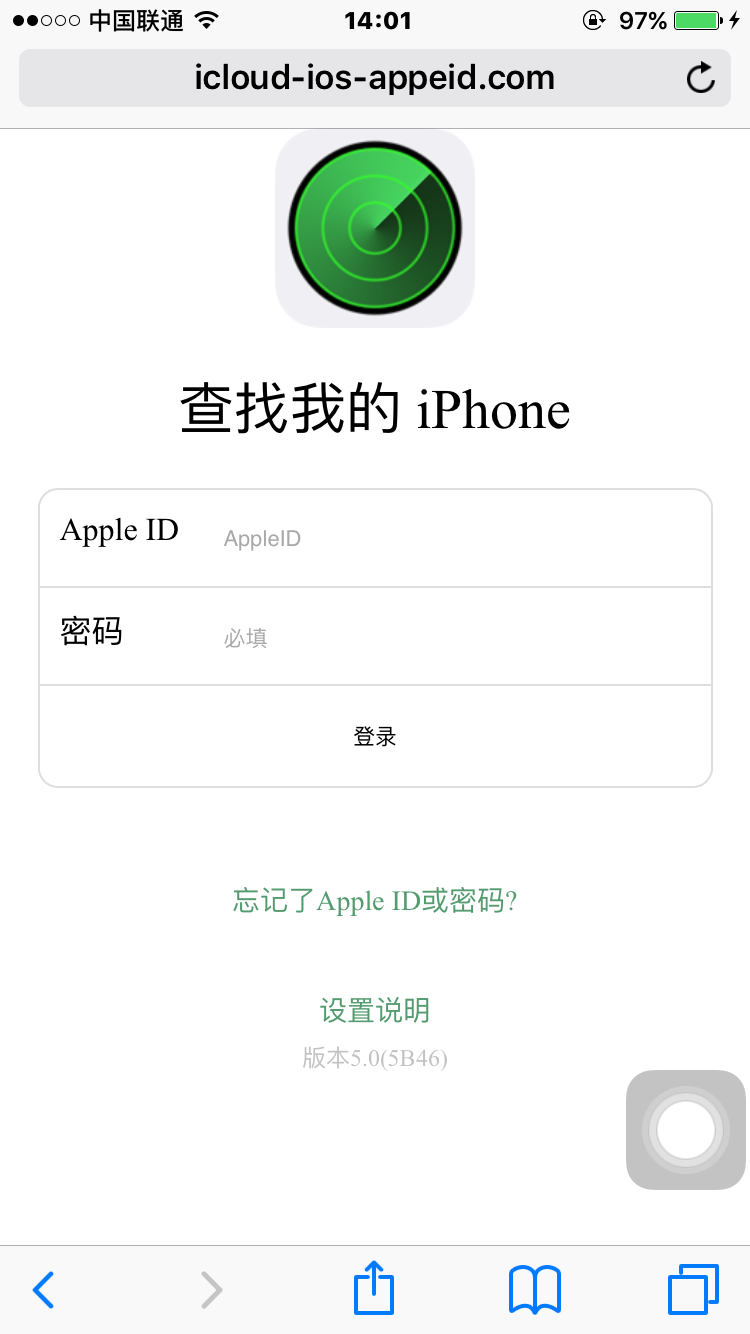 中国联通 14:01 97%
icloud-ios-appeid.com
查找我的 iPhone
Apple ID AppleID
密码 必填
登录
忘记了Apple ID或密码?
设置说明
版本5.0(5B46)